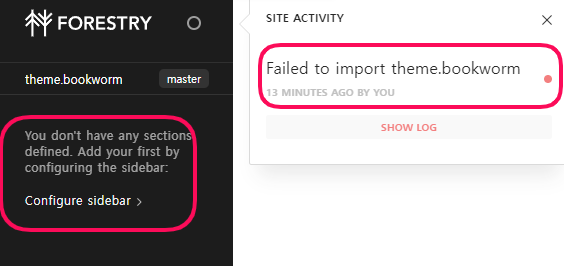 FORESTRY
theme.bookworm master
You don't have any sections
defined. Add your first by
configuring the sidebar:
Configure sidebar >
SITE ACTIVITY
Failed to import theme.bookworm
13 MINUTES AGO BY YOU
SHOW LOG